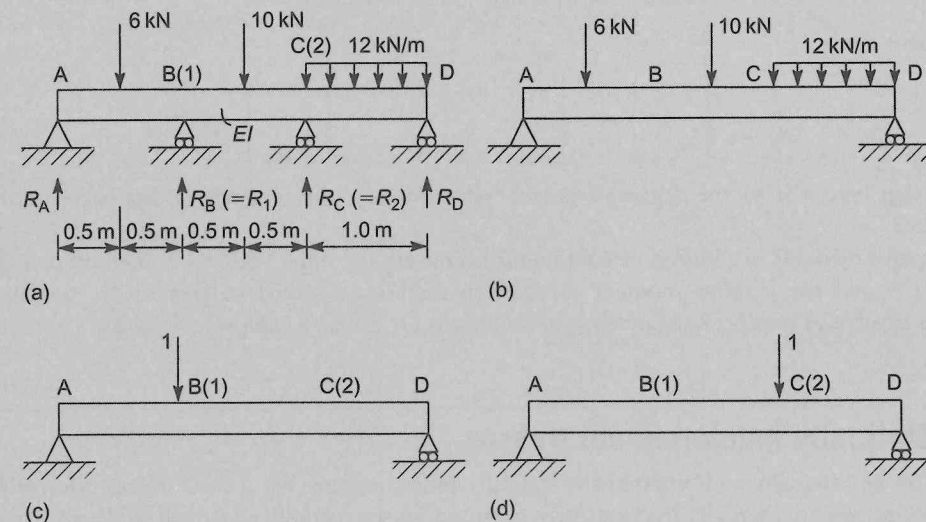 6 kN 10 kN
C(2) 12 kN/m
A B(1) D
EI
R_A R_B (=R_1) R_C (=R_2) R_D
0.5 m 0.5 m 0.5 m 0.5 m 1.0 m
(a)
6 kN 10 kN
12 kN/m
A B C D
(b)
1
A B(1) C(2) D
(c)
1
A B(1) C(2) D
(d)